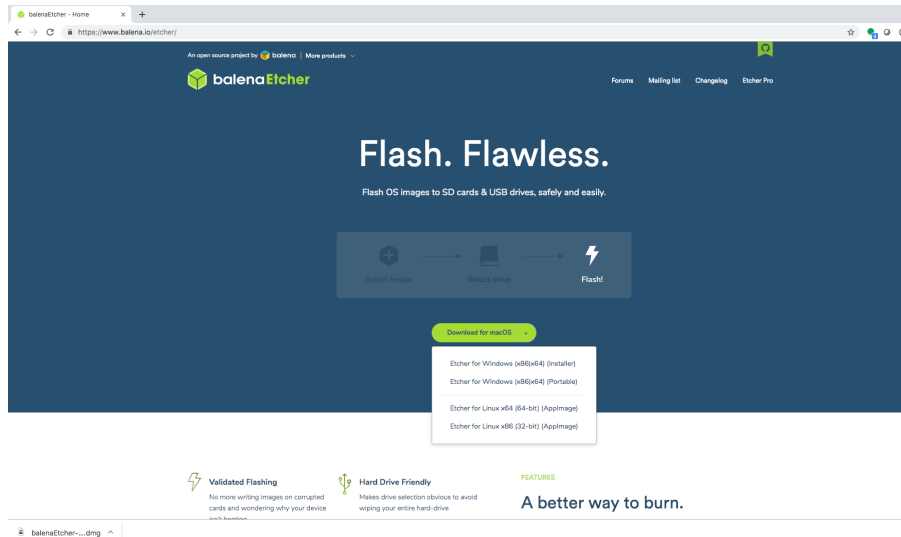 balenaEtcher - Home
https://www.balena.io/etcher/
An open source project by balena | More products
balenaEtcher
Forums Mailing list Changelog Etcher Pro
Flash. Flawless.
Flash OS images to SD cards & USB drives, safely and easily.
Select image Select drive Flash!
Download for macOS
Etcher for Windows (x86|x64) (Installer)
Etcher for Windows (x86|x64) (Portable)
Etcher for Linux x64 (64-bit) (AppImage)
Etcher for Linux x86 (32-bit) (AppImage)
Validated Flashing
No more writing images on corrupted
cards and wondering why your device
isn't booting
Hard Drive Friendly
Makes drive selection obvious to avoid
wiping your entire hard-drive
FEATURES
A better way to burn.
balenaEtcher-....dmg